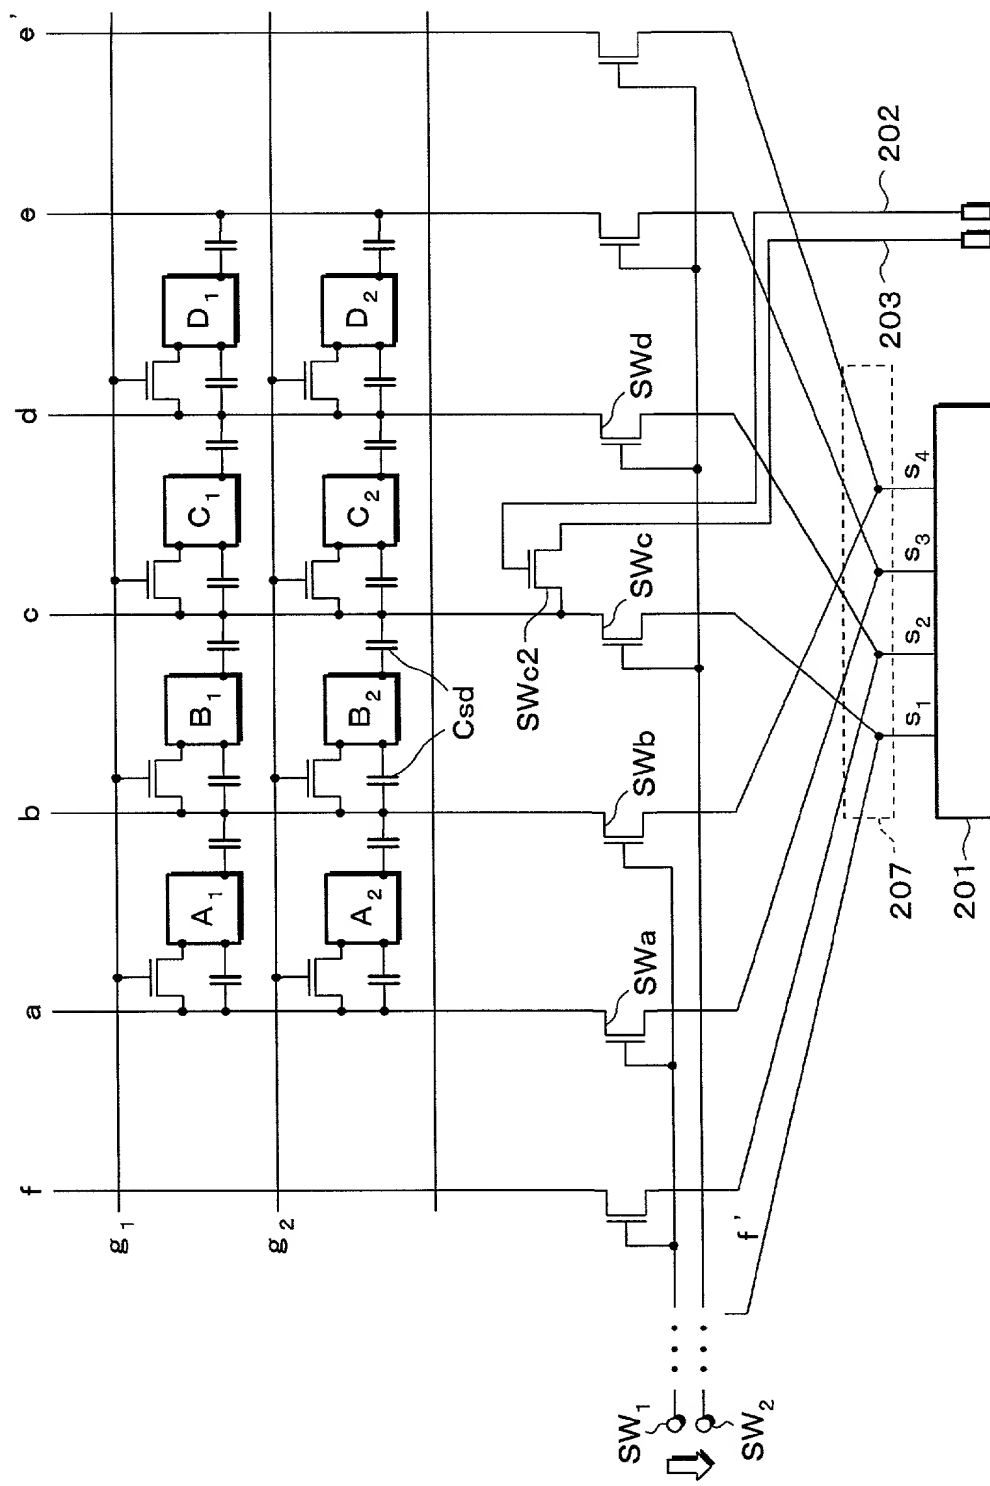 f a b c d e e'
g1
A1 B1 C1 D1
g2
A2 B2 C2 D2
Csd
SWc2
SWa SWb SWc SWd
SW1
SW2
f'
203 202
207
s1 s2 s3 s4
201